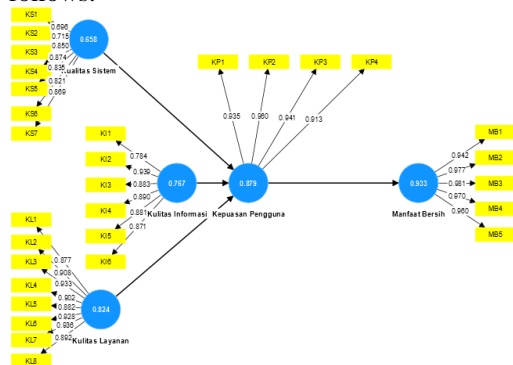 follows:
KS1
KS2
KS3
KS4
KS5
KS6
KS7
0.696
0.715
0.850
0.874
0.835
0.821
0.869
0.658
Kualitas Sistem
KI1
KI2
KI3
KI4
KI5
KI6
0.784
0.939
0.883
0.890
0.881
0.871
0.767
Kulitas Informasi
KL1
KL2
KL3
KL4
KL5
KL6
KL7
KL8
0.877
0.908
0.933
0.902
0.882
0.928
0.936
0.892
0.824
Kulitas Layanan
KP1
KP2
KP3
KP4
0.935
0.960
0.941
0.913
0.879
Kepuasan Pengguna
MB1
MB2
MB3
MB4
MB5
0.942
0.977
0.981
0.970
0.960
0.933
Manfaat Bersih